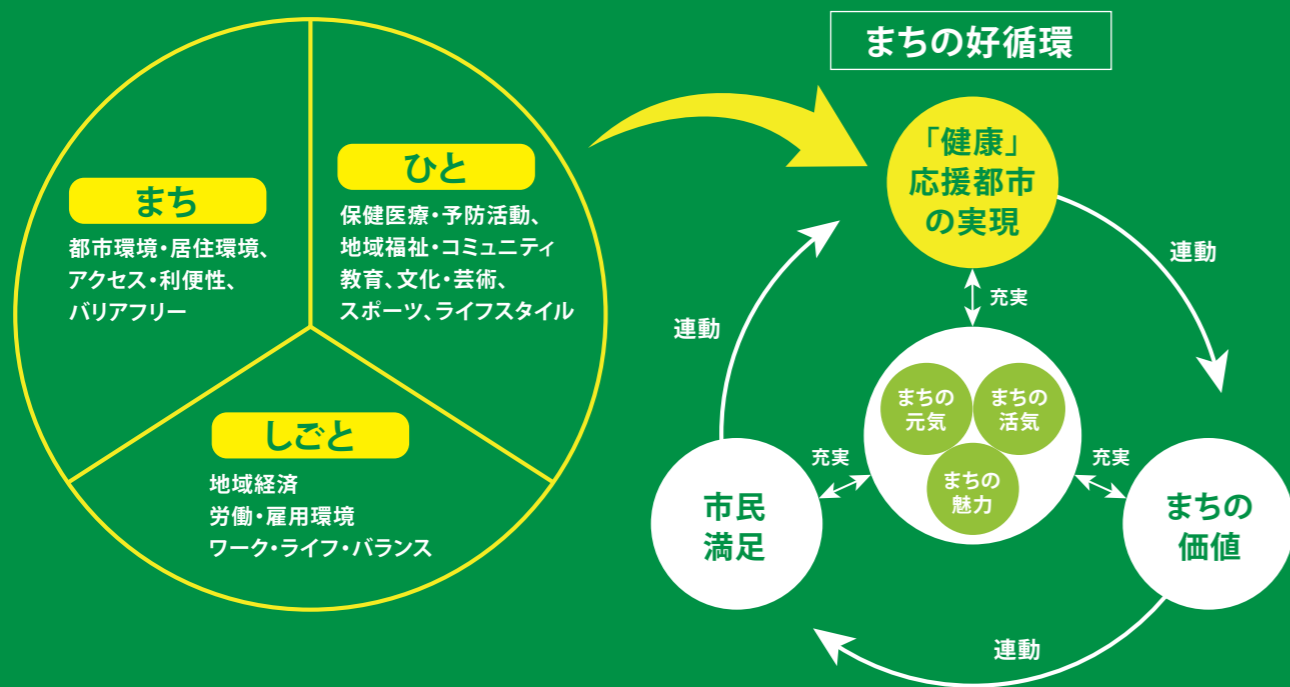 まち
都市環境・居住環境、
アクセス・利便性、
バリアフリー
ひと
保健医療・予防活動、
地域福祉・コミュニティ
教育、文化・芸術、
スポーツ、ライフスタイル
しごと
地域経済
労働・雇用環境
ワーク・ライフ・バランス
まちの好循環
「健康」
応援都市
の実現
連動
充実
連動
まちの
元気
まちの
活気
まちの
魅力
充実
充実
市民
満足
まちの
価値
連動